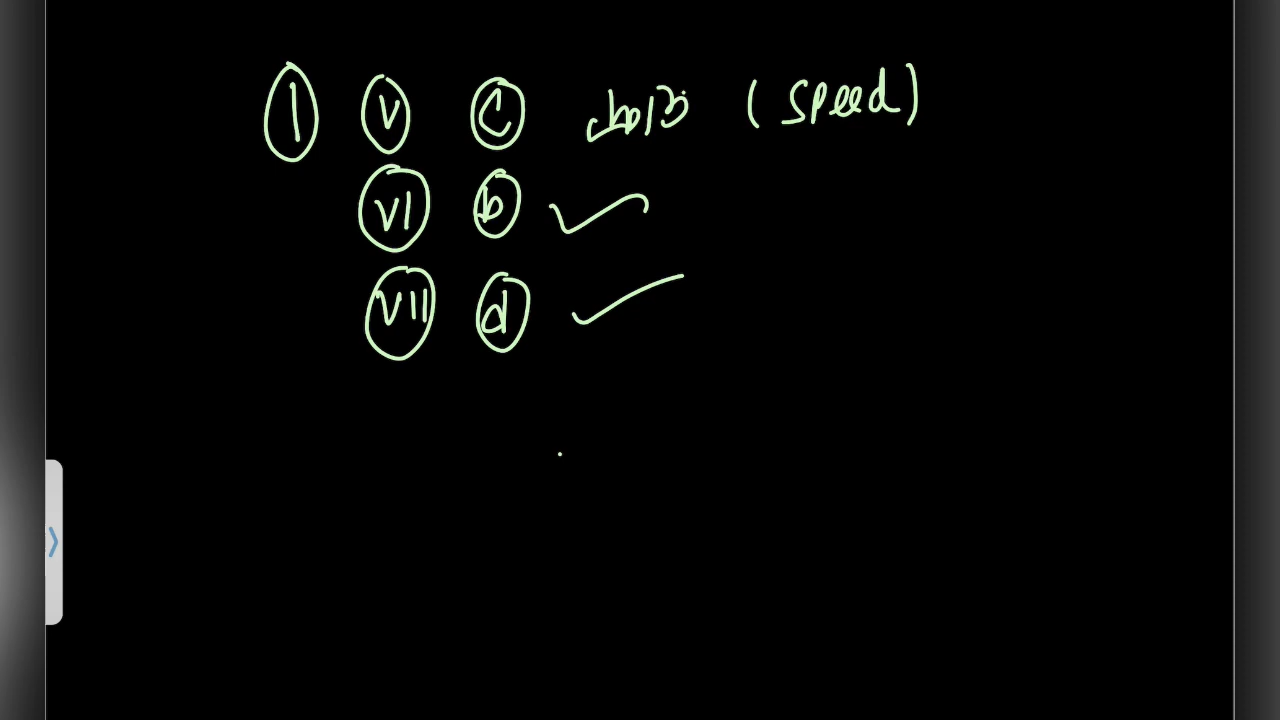 1 v c (speed)
vi b ✓
vii d ✓